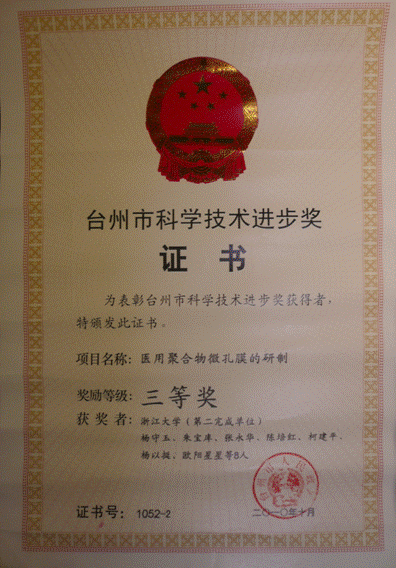 台州市科学技术进步奖
证 书
为表彰台州市科学技术进步奖获得者，
特颁发此证书。
项目名称：医用聚合物微孔膜的研制
奖励等级：三等奖
获 奖 者：浙江大学（第二完成单位）
杨守玉、朱宝库、张永华、陈培红、柯建平、
杨以挺、欧阳星星等8人
证书号：1052-2
二〇一〇年十月